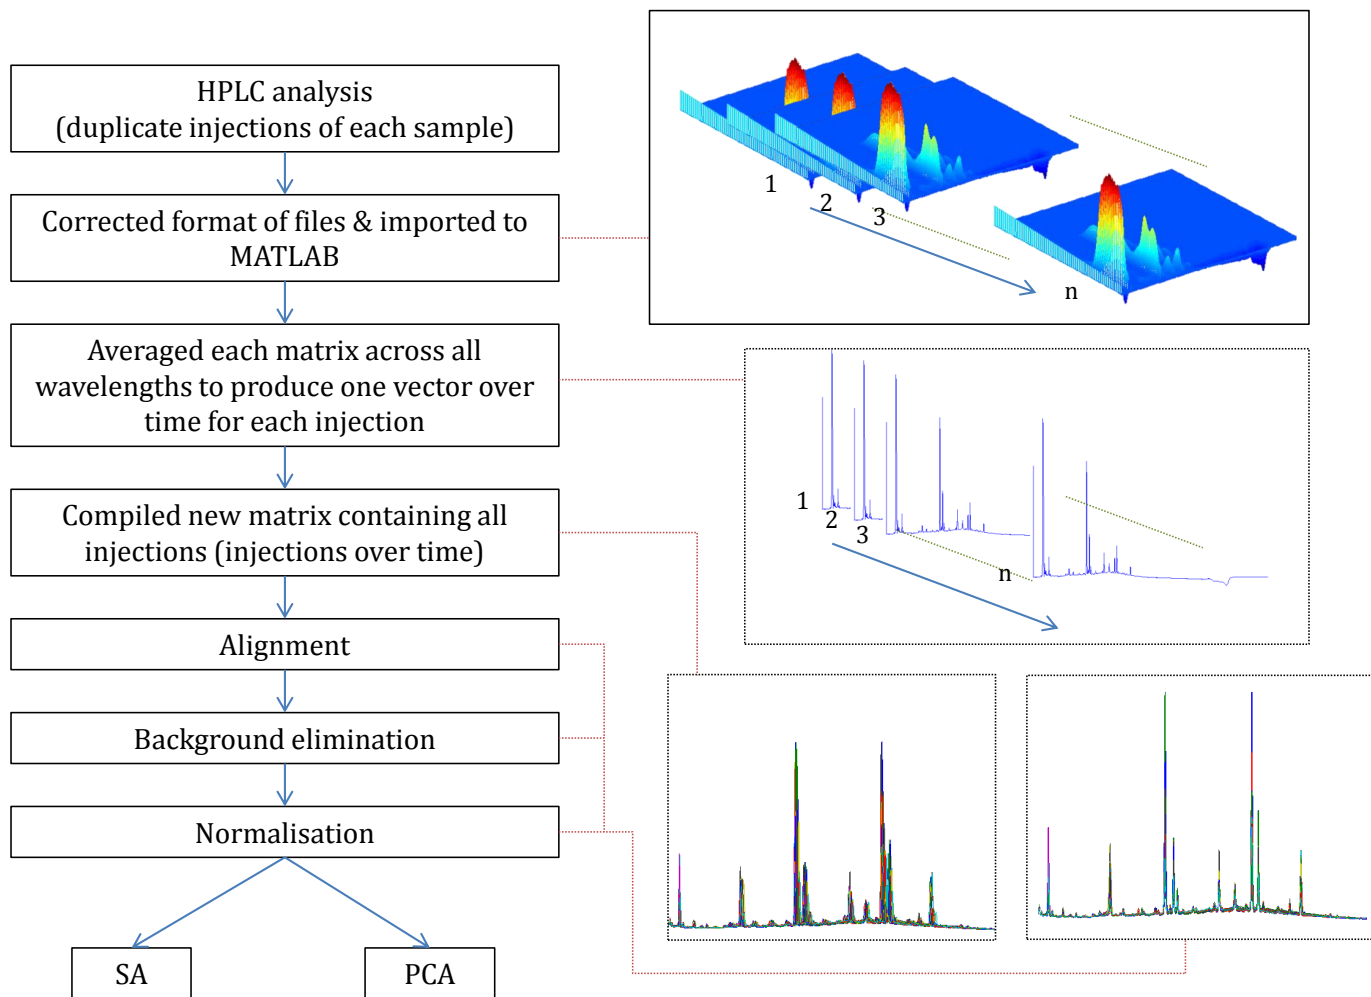 HPLC analysis
(duplicate injections of each sample)
Corrected format of files & imported to
MATLAB
Averaged each matrix across all
wavelengths to produce one vector over
time for each injection
Compiled new matrix containing all
injections (injections over time)
Alignment
Background elimination
Normalisation
SA
PCA
1
2
3
n
1
2
3
n